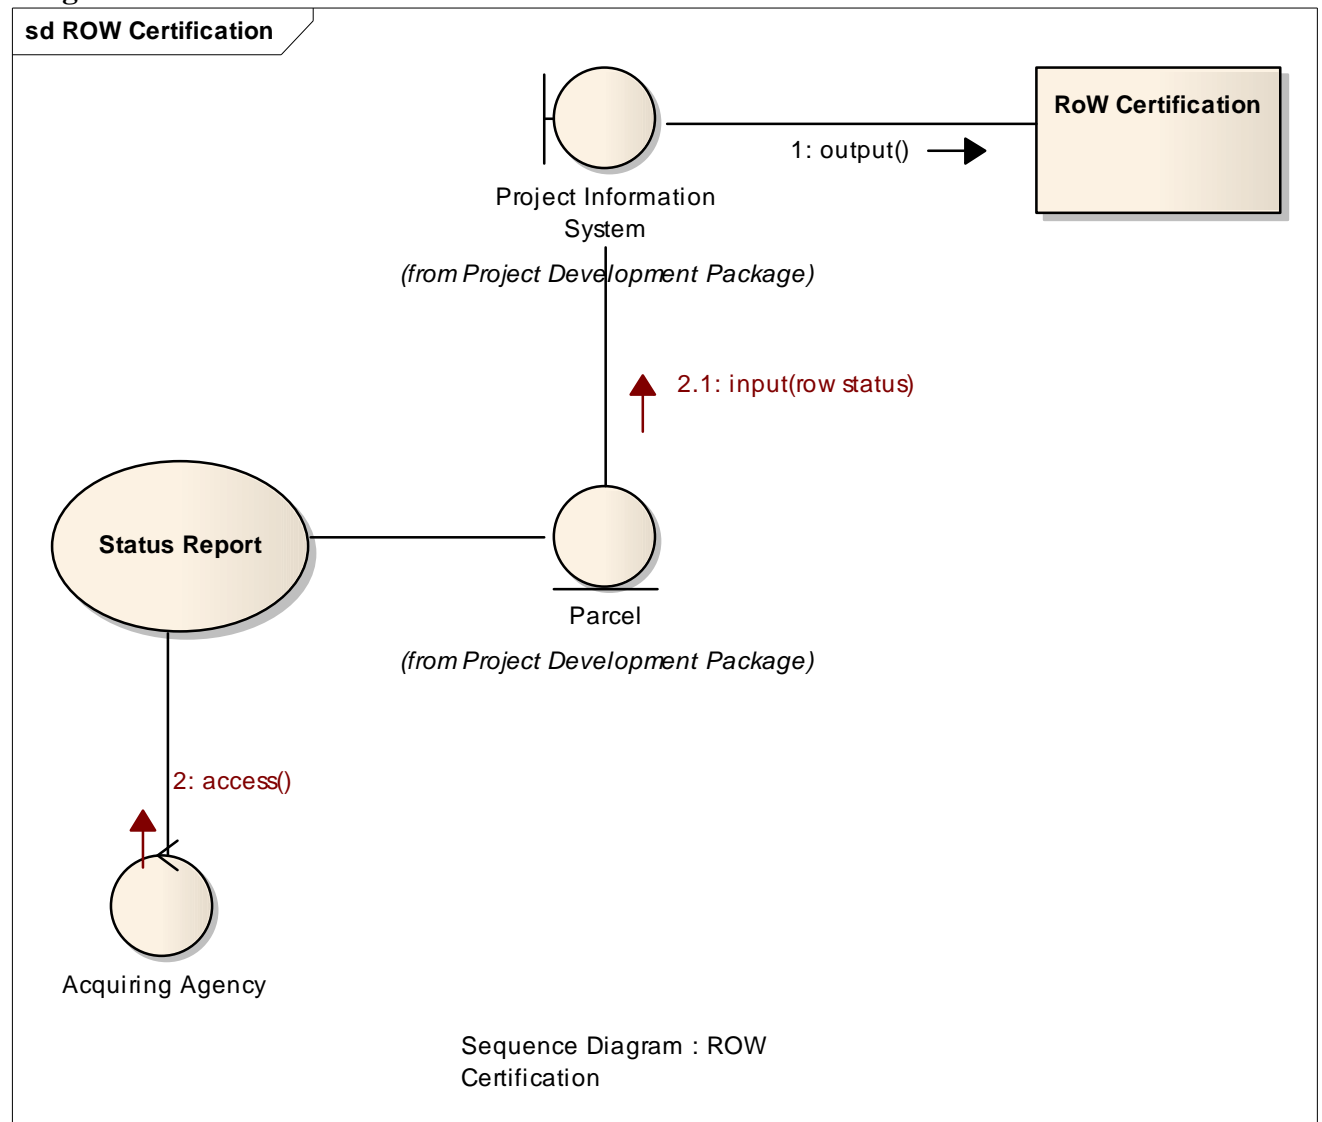 sd ROW Certification
RoW Certification
1: output()
Project Information
System
(from Project Development Package)
2.1: input(row status)
Status Report
Parcel
(from Project Development Package)
2: access()
Acquiring Agency
Sequence Diagram : ROW
Certification